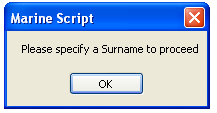 Marine Script
Please specify a Surname to proceed
OK